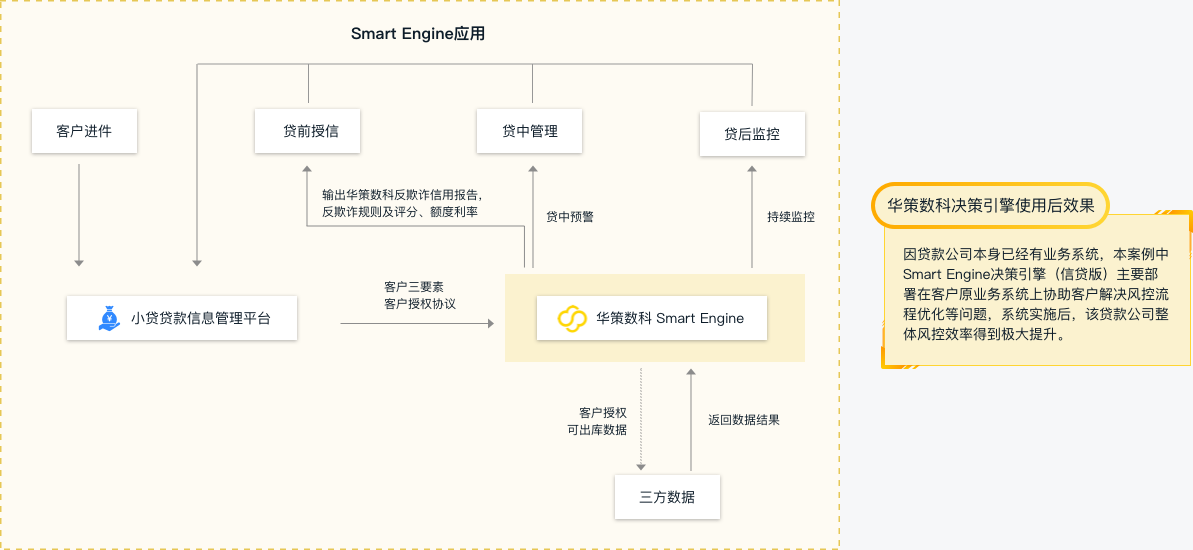 Smart Engine应用
客户进件
贷前授信
贷中管理
贷后监控
输出华策数科反欺诈信用报告，
反欺诈规则及评分、额度利率
贷中预警
持续监控
客户三要素
客户授权协议
小贷贷款信息管理平台
华策数科 Smart Engine
客户授权
可出库数据
返回数据结果
三方数据
华策数科决策引擎使用后效果
因贷款公司本身已经有业务系统，本案例中
Smart Engine决策引擎（信贷版）主要部
署在客户原业务系统上协助客户解决风控流
程优化等问题，系统实施后，该贷款公司整
体风控效率得到极大提升。